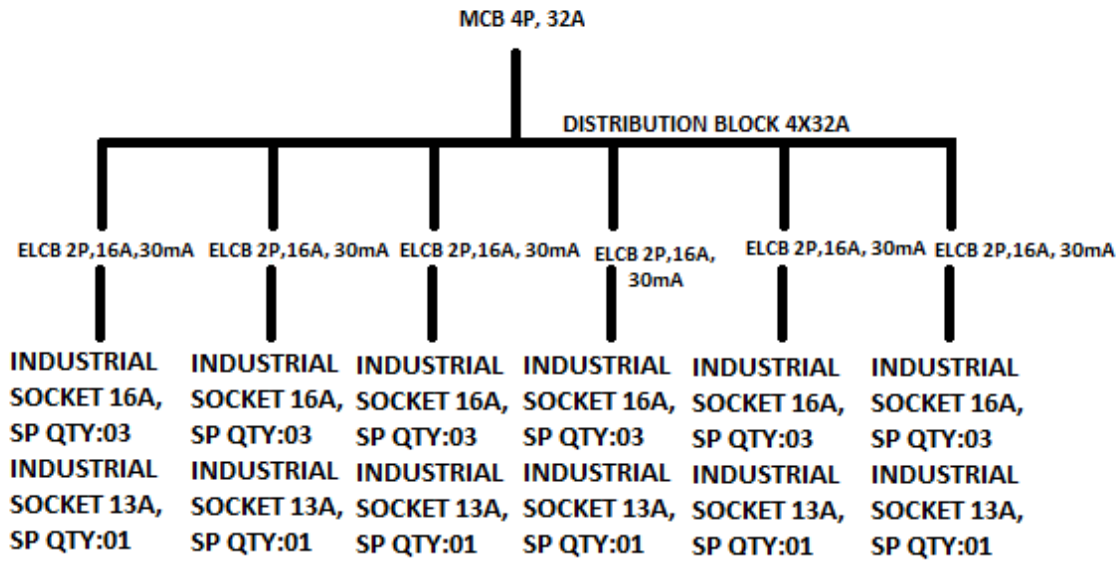 MCB 4P, 32A
DISTRIBUTION BLOCK 4X32A
ELCB 2P,16A,30mA
ELCB 2P,16A, 30mA
ELCB 2P,16A, 30mA
ELCB 2P,16A,
30mA
ELCB 2P,16A, 30mA
ELCB 2P,16A, 30mA
INDUSTRIAL
SOCKET 16A,
SP QTY:03
INDUSTRIAL
SOCKET 13A,
SP QTY:01
INDUSTRIAL
SOCKET 16A,
SP QTY:03
INDUSTRIAL
SOCKET 13A,
SP QTY:01
INDUSTRIAL
SOCKET 16A,
SP QTY:03
INDUSTRIAL
SOCKET 13A,
SP QTY:01
INDUSTRIAL
SOCKET 16A,
SP QTY:03
INDUSTRIAL
SOCKET 13A,
SP QTY:01
INDUSTRIAL
SOCKET 16A,
SP QTY:03
INDUSTRIAL
SOCKET 13A,
SP QTY:01
INDUSTRIAL
SOCKET 16A,
SP QTY:03
INDUSTRIAL
SOCKET 13A,
SP QTY:01